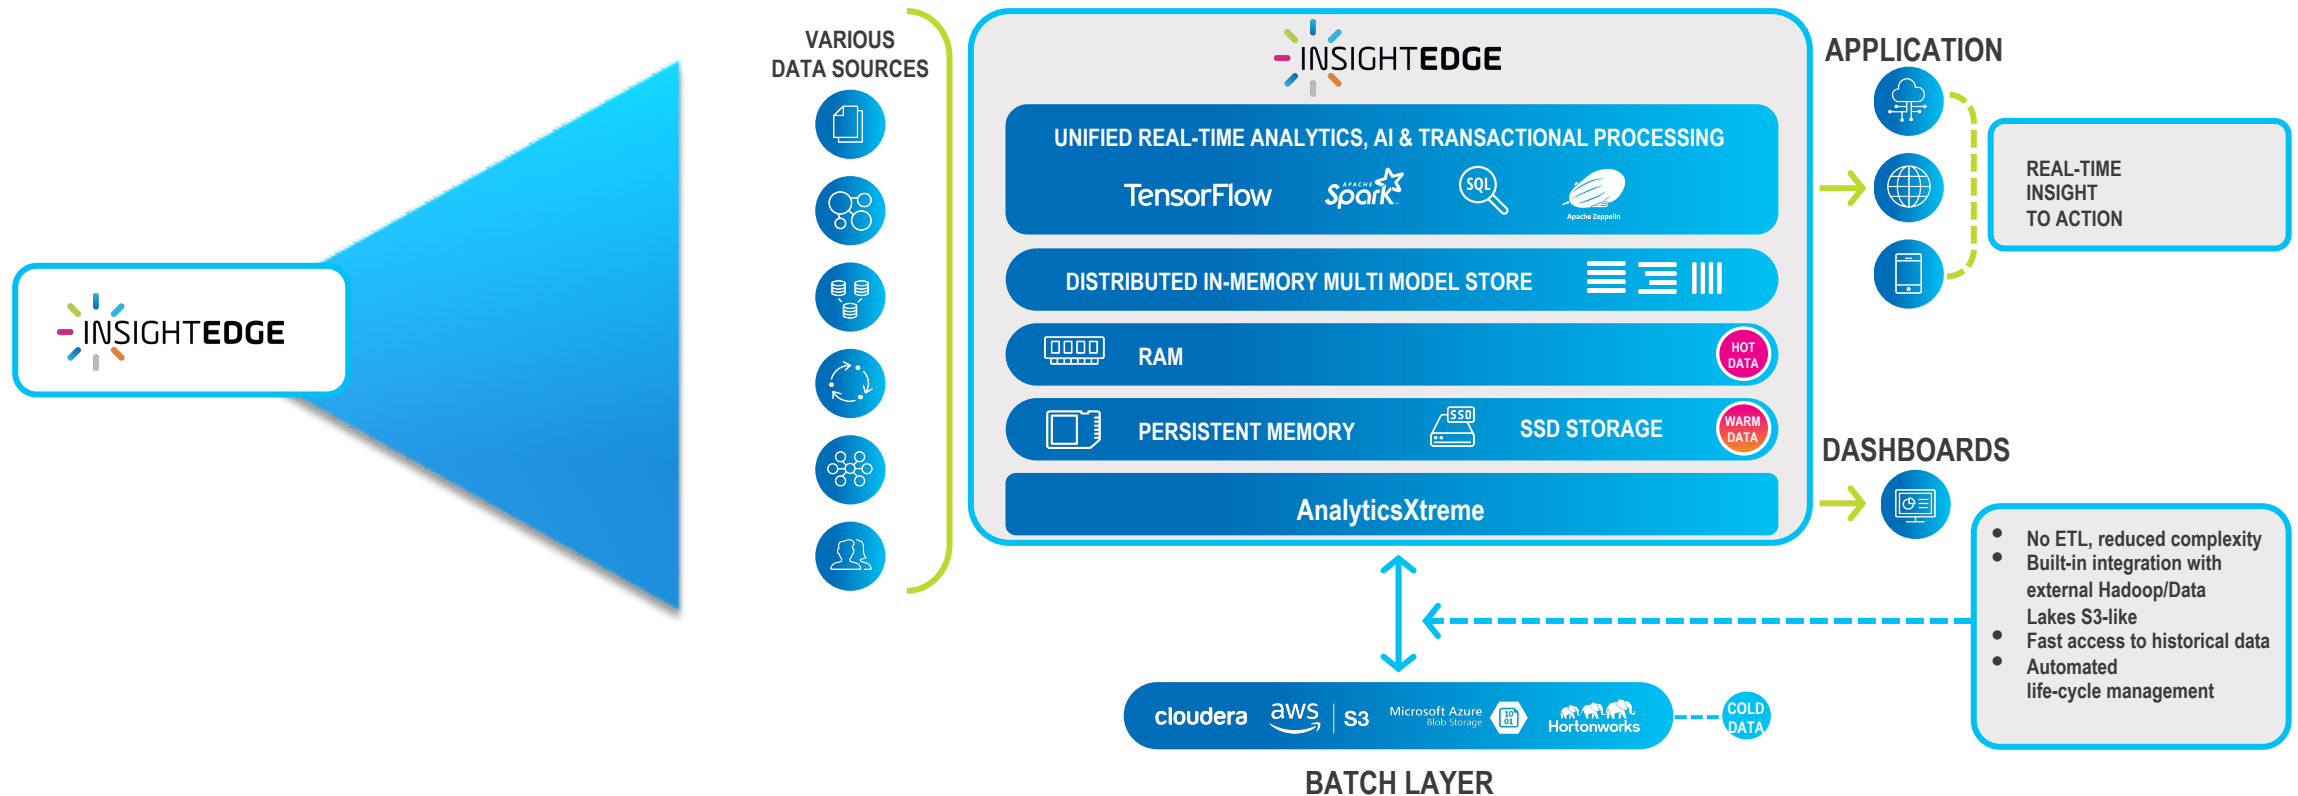 INSIGHTEDGE
VARIOUS
DATA SOURCES
INSIGHTEDGE
UNIFIED REAL-TIME ANALYTICS, AI & TRANSACTIONAL PROCESSING
TensorFlow
APACHE
Spark
SQL
Apache Zeppelin
DISTRIBUTED IN-MEMORY MULTI MODEL STORE
RAM
HOT
DATA
PERSISTENT MEMORY
SSD
SSD STORAGE
WARM
DATA
AnalyticsXtreme
APPLICATION
REAL-TIME
INSIGHT
TO ACTION
DASHBOARDS
• No ETL, reduced complexity
• Built-in integration with
external Hadoop/Data
Lakes S3-like
• Fast access to historical data
• Automated
life-cycle management
cloudera
aws | S3
Microsoft Azure
Blob Storage
10
01
Hortonworks
COLD
DATA
BATCH LAYER